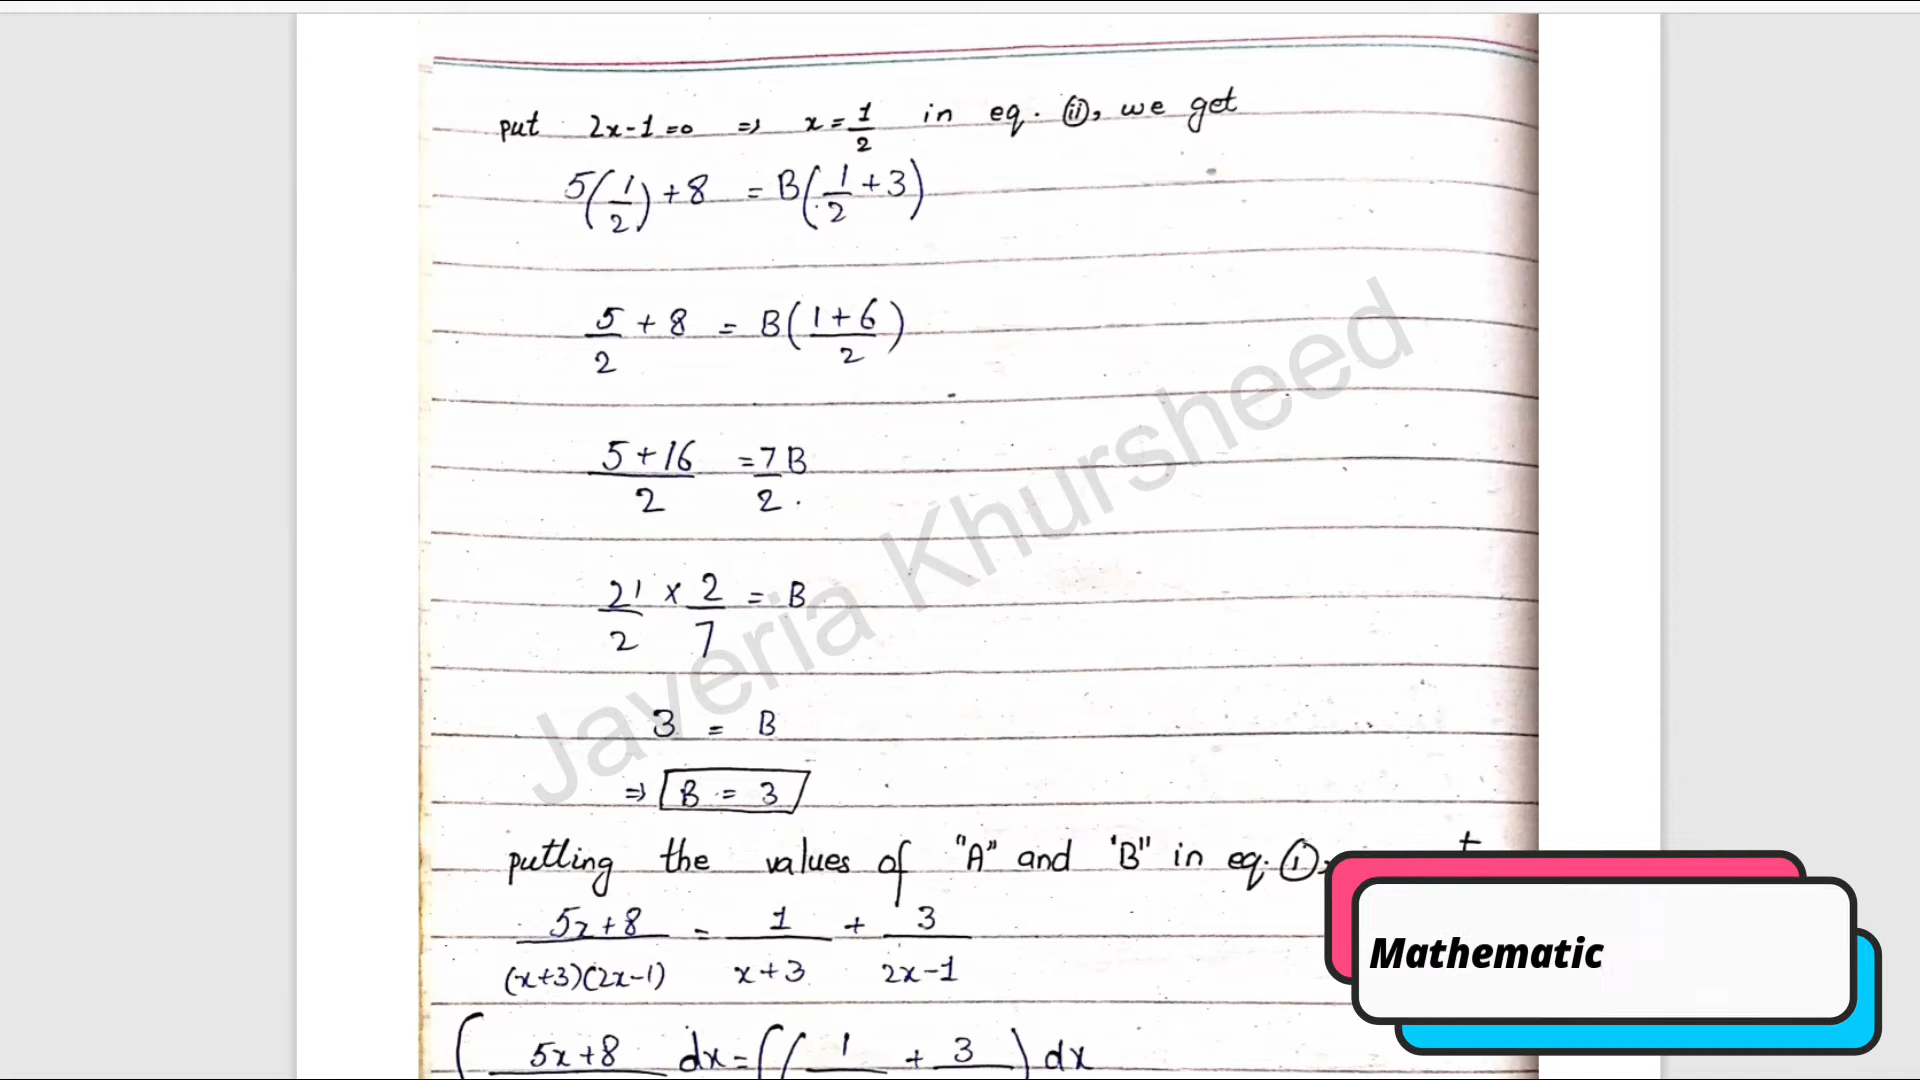 put 2x-1=0 ⇒ x=1/2 in eq. (ii), we get
5(1/2)+8 = B(1/2+3)
5/2 + 8 = B((1+6)/2)
(5+16)/2 = 7/2 B
21/2 × 2/7 = B
3 = B
⇒ B = 3
putting the values of "A" and 'B" in eq. (i),
(5x+8)/((x+3)(2x-1)) = 1/(x+3) + 3/(2x-1)
∫ 5x+8 dx = ∫( 1 + 3 ) dx
Javeria Khursheed
Mathematic